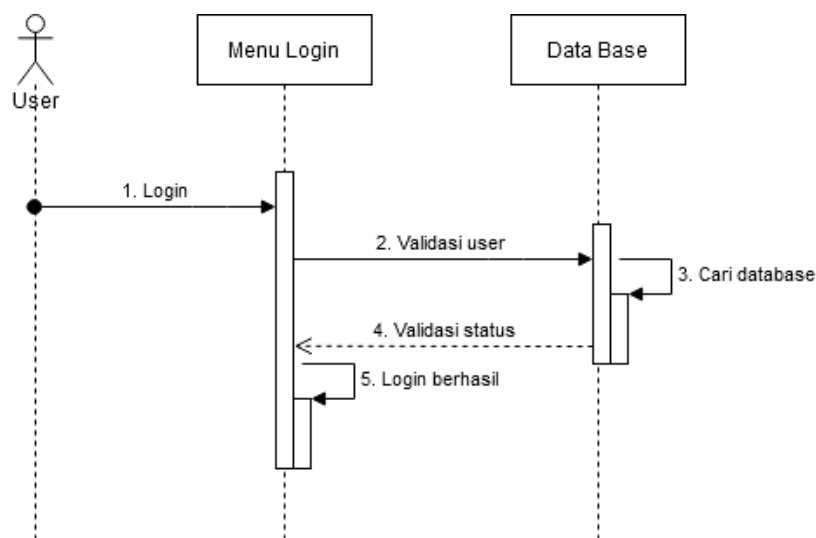 Menu Login
Data Base
User
1. Login
2. Validasi user
3. Cari database
4. Validasi status
5. Login berhasil